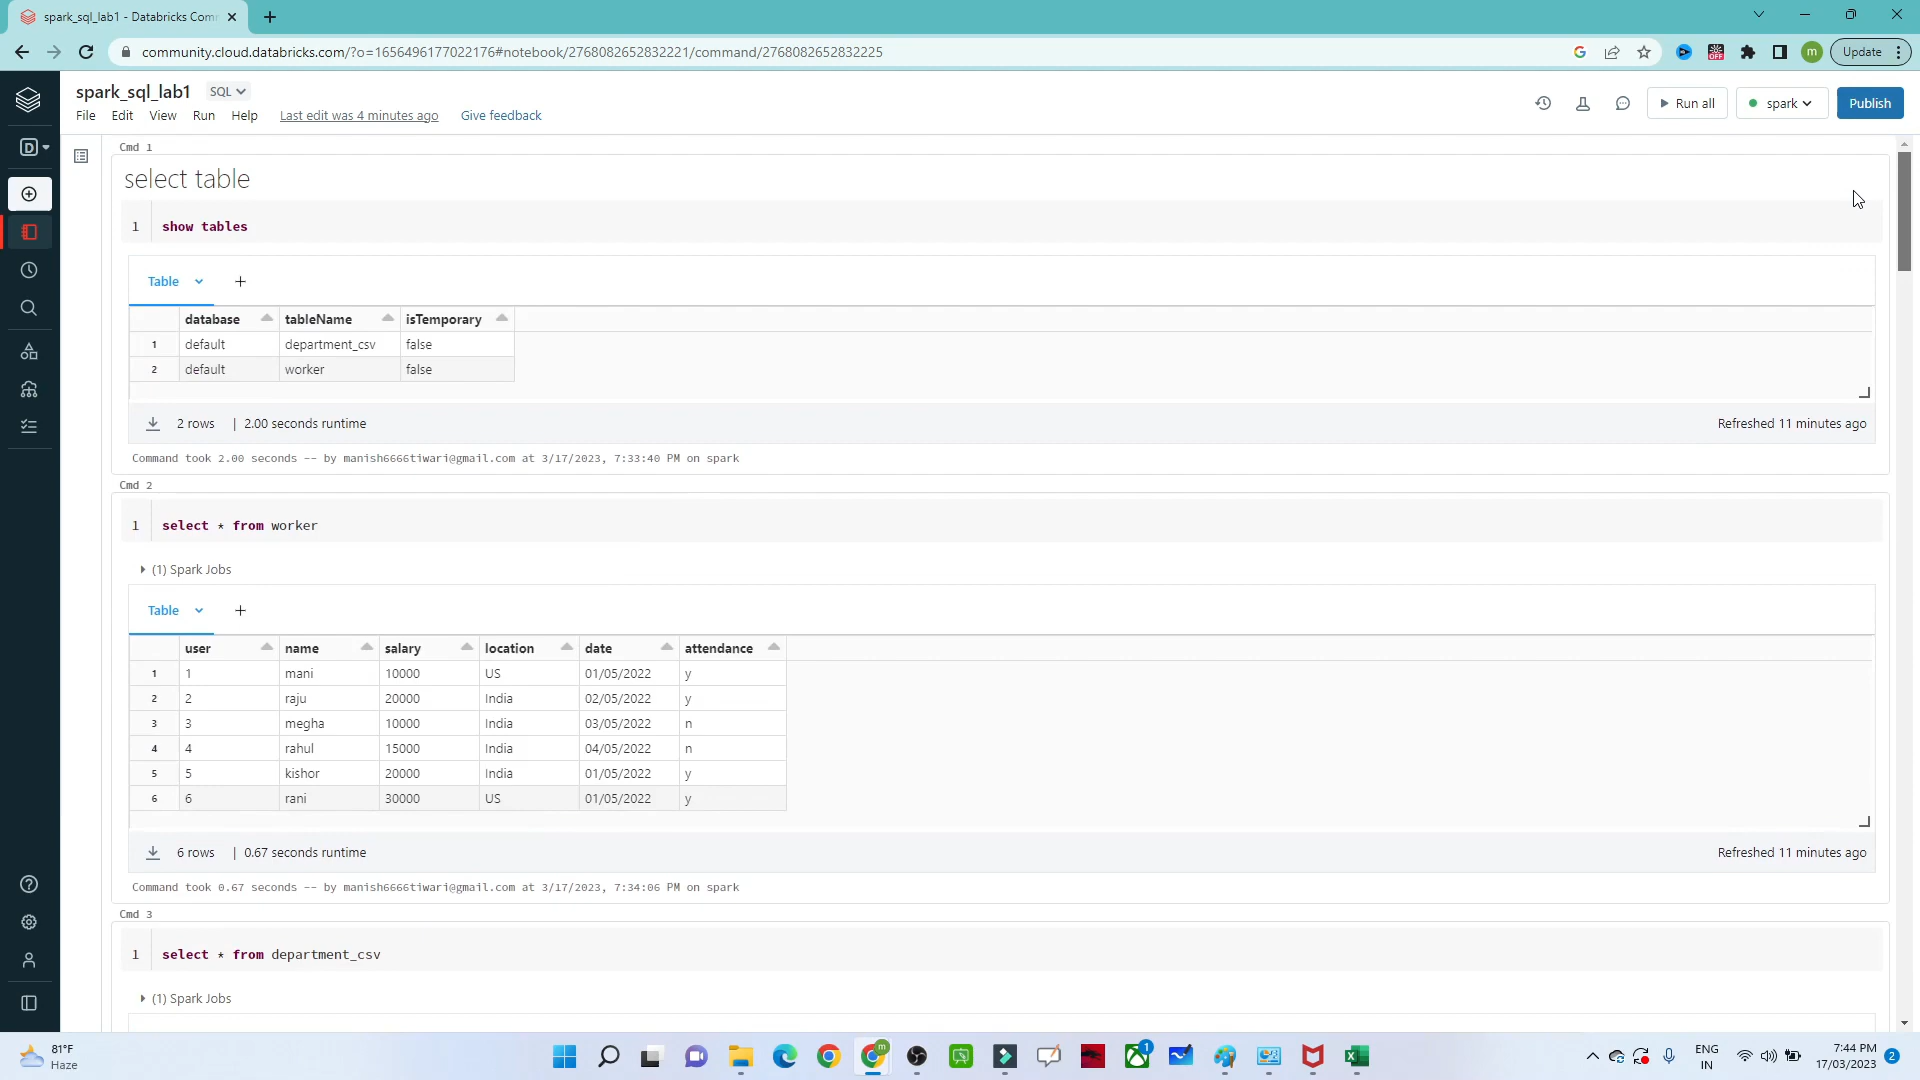 spark_sql_lab1 - Databricks Com
community.cloud.databricks.com/?o=1656496177022176#notebook/2768082652832221/command/2768082652832225
m
Update
spark_sql_lab1
SQL
File Edit View Run Help Last edit was 4 minutes ago Give feedback
Run all
spark
Publish
D
Cmd 1
select table
1 show tables
Table
database tableName isTemporary
1 default department_csv false
2 default worker false
2 rows | 2.00 seconds runtime
Refreshed 11 minutes ago
Command took 2.00 seconds -- by manish6666tiwari@gmail.com at 3/17/2023, 7:33:40 PM on spark
Cmd 2
1 select * from worker
(1) Spark Jobs
Table
user name salary location date attendance
1 1 mani 10000 US 01/05/2022 y
2 2 raju 20000 India 02/05/2022 y
3 3 megha 10000 India 03/05/2022 n
4 4 rahul 15000 India 04/05/2022 n
5 5 kishor 20000 India 01/05/2022 y
6 6 rani 30000 US 01/05/2022 y
6 rows | 0.67 seconds runtime
Refreshed 11 minutes ago
Command took 0.67 seconds -- by manish6666tiwari@gmail.com at 3/17/2023, 7:34:06 PM on spark
Cmd 3
1 select * from department_csv
(1) Spark Jobs
81°F
Haze
1
ENG
IN
7:44 PM
17/03/2023
2